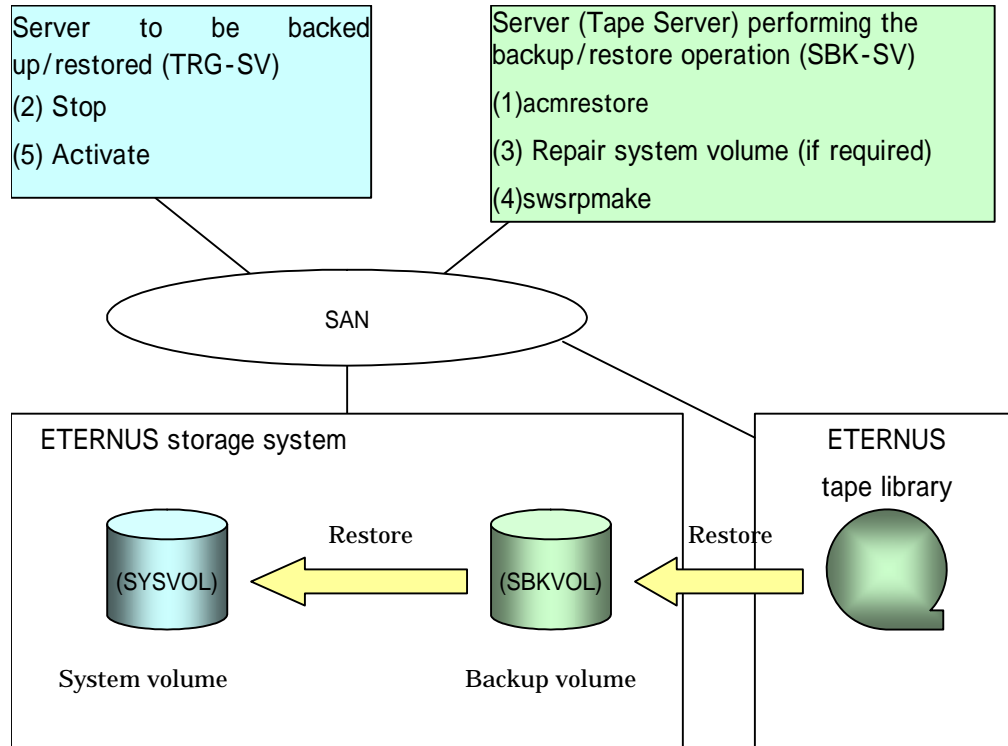 Server to be backed
up/restored (TRG-SV)
(2) Stop
(5) Activate
Server (Tape Server) performing the
backup/restore operation (SBK-SV)
(1)acmrestore
(3) Repair system volume (if required)
(4)swsrpmake
SAN
ETERNUS storage system
ETERNUS
tape library
Restore
Restore
(SYSVOL)
(SBKVOL)
System volume
Backup volume